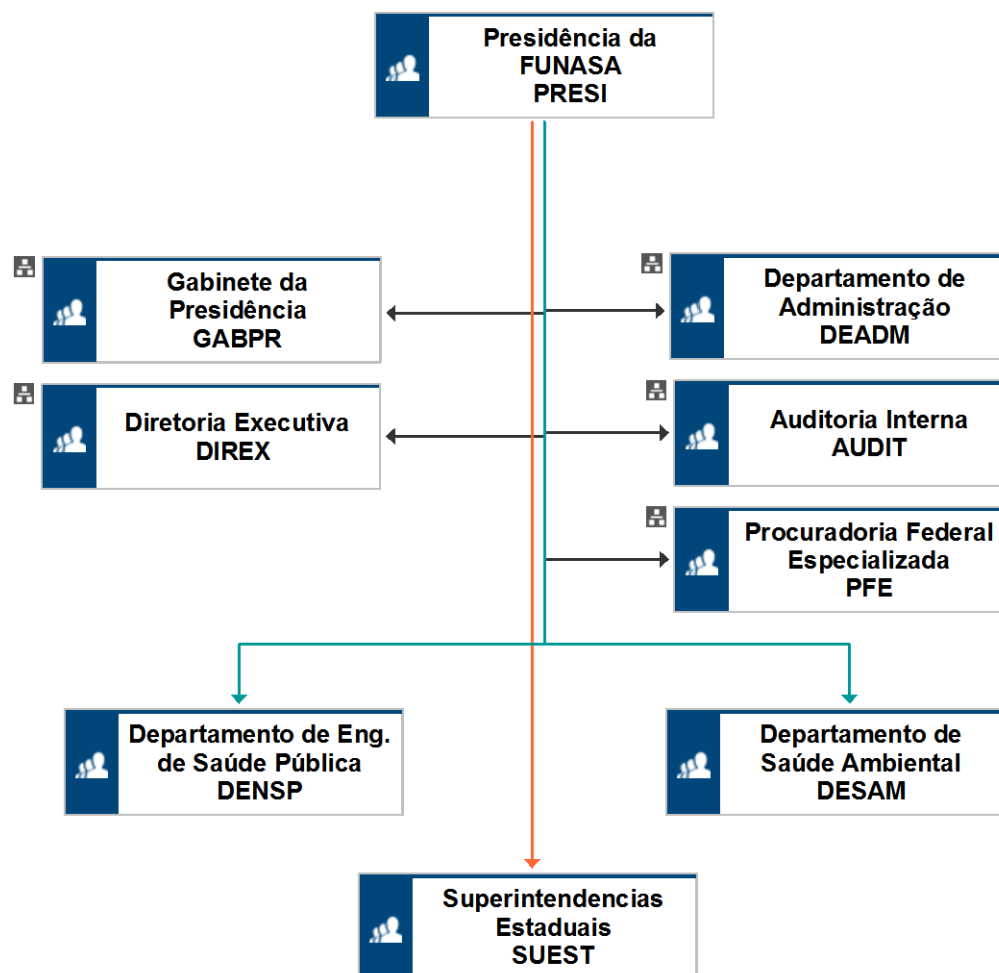 Presidência da
FUNASA
PRESI
Gabinete da
Presidência
GABPR
Departamento de
Administração
DEADM
Diretoria Executiva
DIREX
Auditoria Interna
AUDIT
Procuradoria Federal
Especializada
PFE
Departamento de Eng.
de Saúde Pública
DENSP
Departamento de
Saúde Ambiental
DESAM
Superintendencias
Estaduais
SUEST